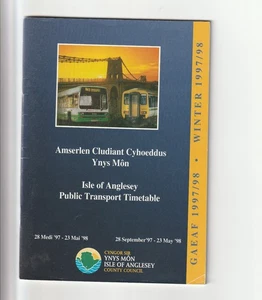 Amserlen Cludiant Cyhoeddus
Ynys Môn
Isle of Anglesey
Public Transport Timetable
28 Medi '97 - 23 Mai '98
28 September '97 - 23 May '98
CYNGOR SIR
YNYS MÔN
ISLE OF ANGLESEY
COUNTY COUNCIL
GAEAF 1997/98 • WINTER 1997/98